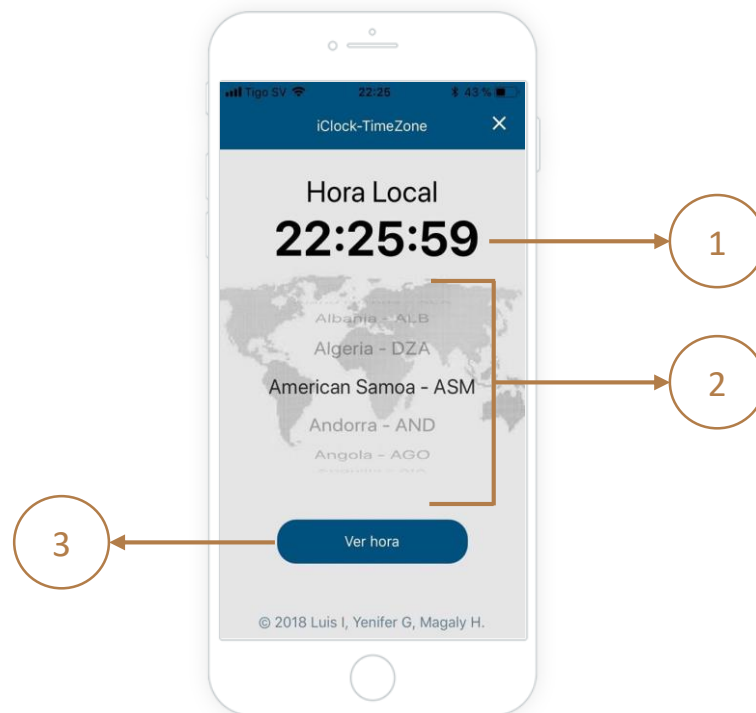 Tigo SV 22:25 43 %
iClock-TimeZone ×
Hora Local
22:25:59
1
Albania - ALB
Algeria - DZA
American Samoa - ASM
2
Andorra - AND
Angola - AGO
3
Ver hora
© 2018 Luis I, Yenifer G, Magaly H.